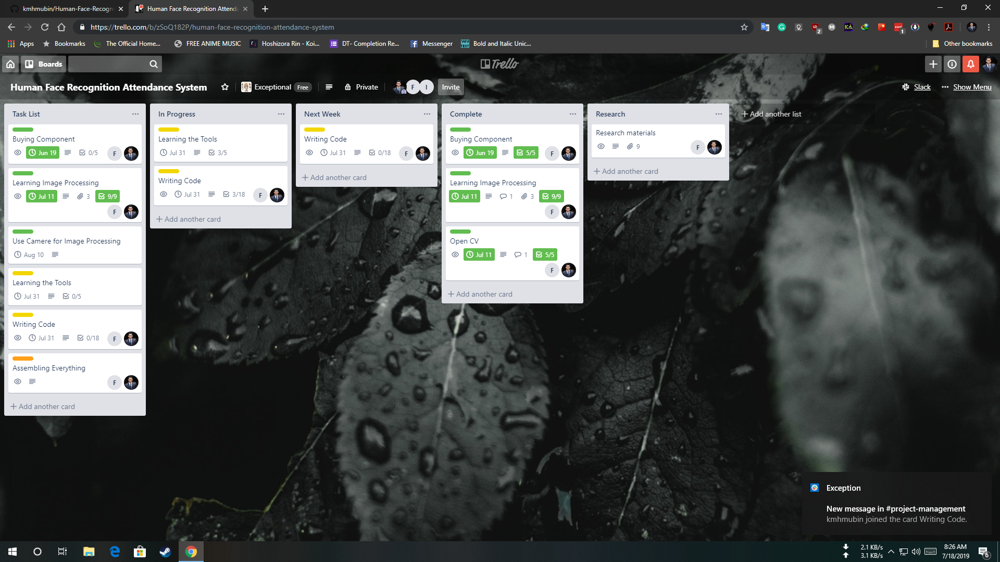 kmhmubin/Human-Face-Recogni
Human Face Recognition Attenda
https://trello.com/b/zSoQ182P/human-face-recognition-attendance-system
2
1
Apps
Bookmarks
The Official Home...
FREE ANIME MUSIC
Hoshizora Rin - Koi...
DT- Completion Re...
Messenger
Bold and Italic Unic...
Other bookmarks
Boards
Trello
Human Face Recognition Attendance System
Exceptional
Free
Private
F
I
Invite
Slack
Show Menu
Task List
Buying Component
Jun 19
0/5
F
Learning Image Processing
Jul 11
3
9/9
F
Use Camere for Image Processing
Aug 10
Learning the Tools
Jul 31
0/5
Writing Code
Jul 31
0/18
F
Assembling Everything
F
Add another card
In Progress
Learning the Tools
Jul 31
3/5
Writing Code
Jul 31
3/18
F
Add another card
Next Week
Writing Code
Jul 31
0/18
F
Add another card
Complete
Buying Component
Jun 19
5/5
F
Learning Image Processing
Jul 11
1
3
9/9
F
Open CV
Jul 11
1
5/5
F
Add another card
Research
Research materials
9
F
Add another card
Add another list
Exception
New message in #project-management
kmhmubin joined the card Writing Code.
2.1 KB/s
3.1 KB/s
8:26 AM
7/18/2019
6